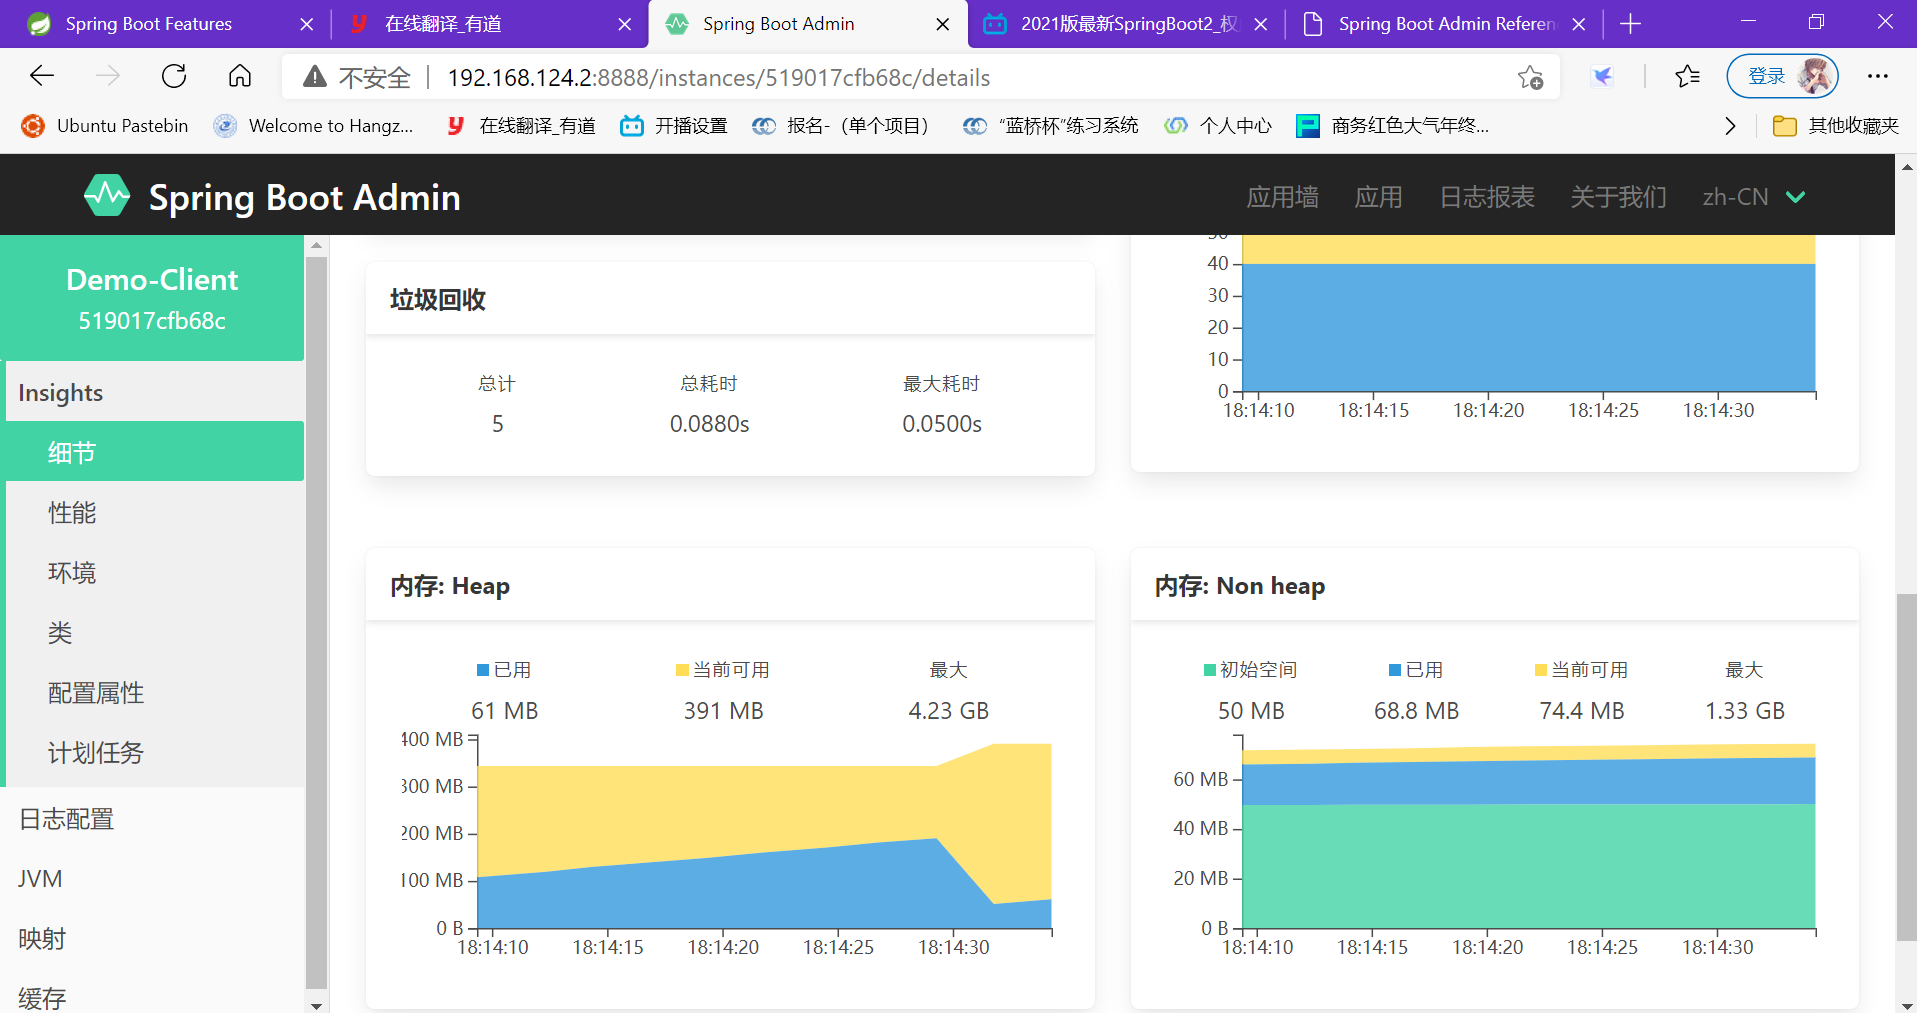 Spring Boot Features
在线翻译_有道
Spring Boot Admin
2021版最新SpringBoot2_权
Spring Boot Admin Referen
不安全 192.168.124.2:8888/instances/519017cfb68c/details
登录
Ubuntu Pastebin
Welcome to Hangz...
在线翻译_有道
开播设置
报名-（单个项目）
“蓝桥杯”练习系统
个人中心
商务红色大气年终...
其他收藏夹
Spring Boot Admin
应用墙
应用
日志报表
关于我们
zh-CN
Demo-Client
519017cfb68c
Insights
细节
性能
环境
类
配置属性
计划任务
日志配置
JVM
映射
缓存
垃圾回收
总计 总耗时 最大耗时
5 0.0880s 0.0500s
50
40
30
20
10
0
18:14:10 18:14:15 18:14:20 18:14:25 18:14:30
内存: Heap
已用 当前可用 最大
61 MB 391 MB 4.23 GB
400 MB
300 MB
200 MB
100 MB
0 B
18:14:10 18:14:15 18:14:20 18:14:25 18:14:30
内存: Non heap
初始空间 已用 当前可用 最大
50 MB 68.8 MB 74.4 MB 1.33 GB
60 MB
40 MB
20 MB
0 B
18:14:10 18:14:15 18:14:20 18:14:25 18:14:30